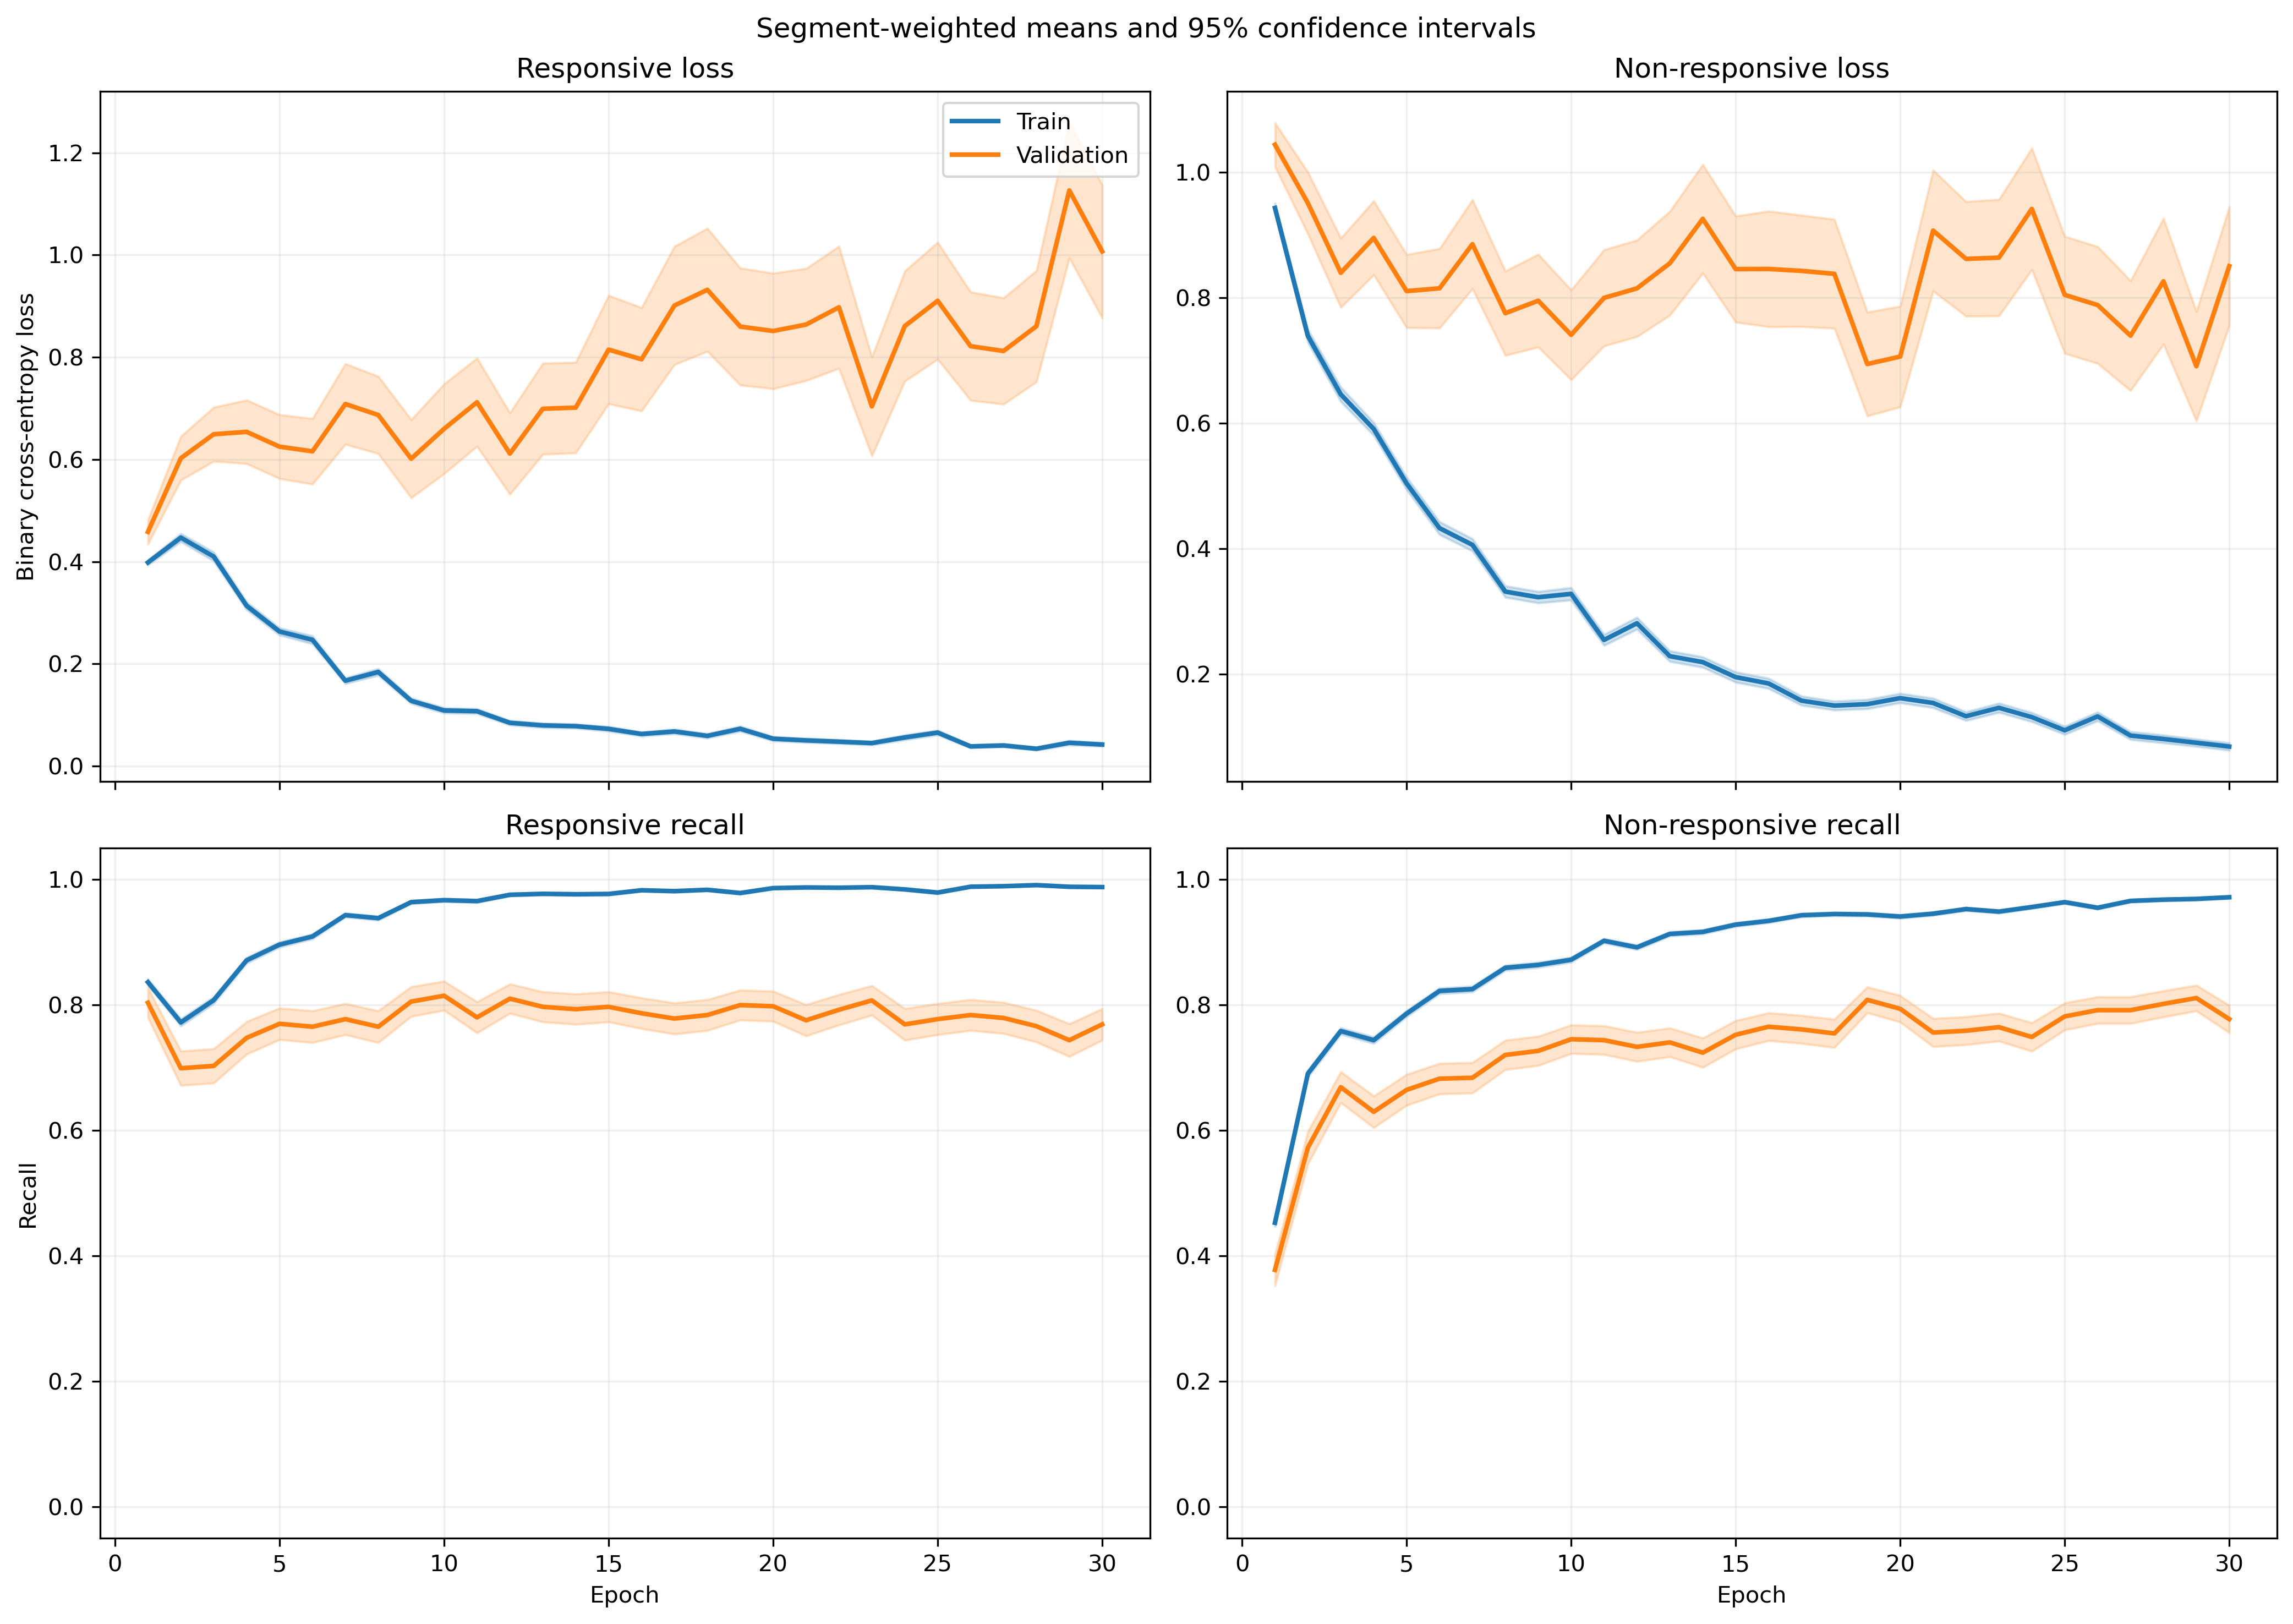 Segment-weighted means and 95% confidence intervals
Responsive loss
Non-responsive loss
Train
Validation
Binary cross-entropy loss
1.2
1.0
0.8
0.6
0.4
0.2
0.0
1.0
0.8
0.6
0.4
0.2
Responsive recall
Non-responsive recall
Recall
1.0
0.8
0.6
0.4
0.2
0.0
0 5 10 15 20 25 30
Epoch
1.0
0.8
0.6
0.4
0.2
0.0
0 5 10 15 20 25 30
Epoch